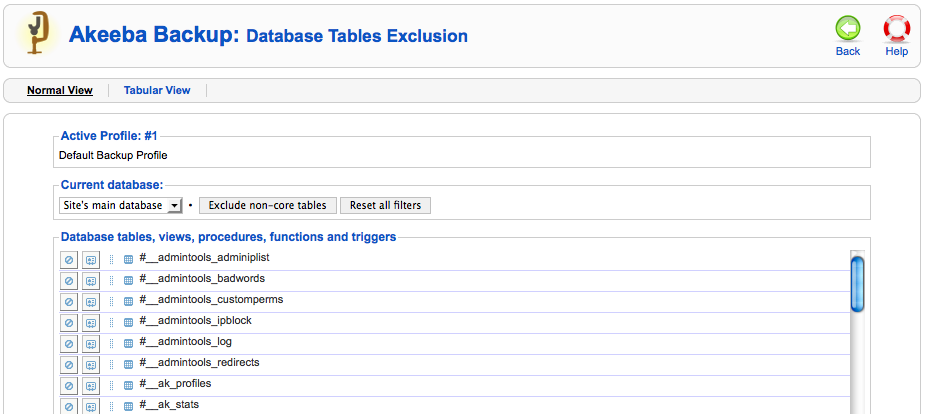 Akeeba Backup: Database Tables Exclusion
Back
Help
Normal View
Tabular View
Active Profile: #1
Default Backup Profile
Current database:
Site's main database • Exclude non-core tables Reset all filters
Database tables, views, procedures, functions and triggers
#__admintools_adminiplist
#__admintools_badwords
#__admintools_customperms
#__admintools_ipblock
#__admintools_log
#__admintools_redirects
#__ak_profiles
#__ak_stats